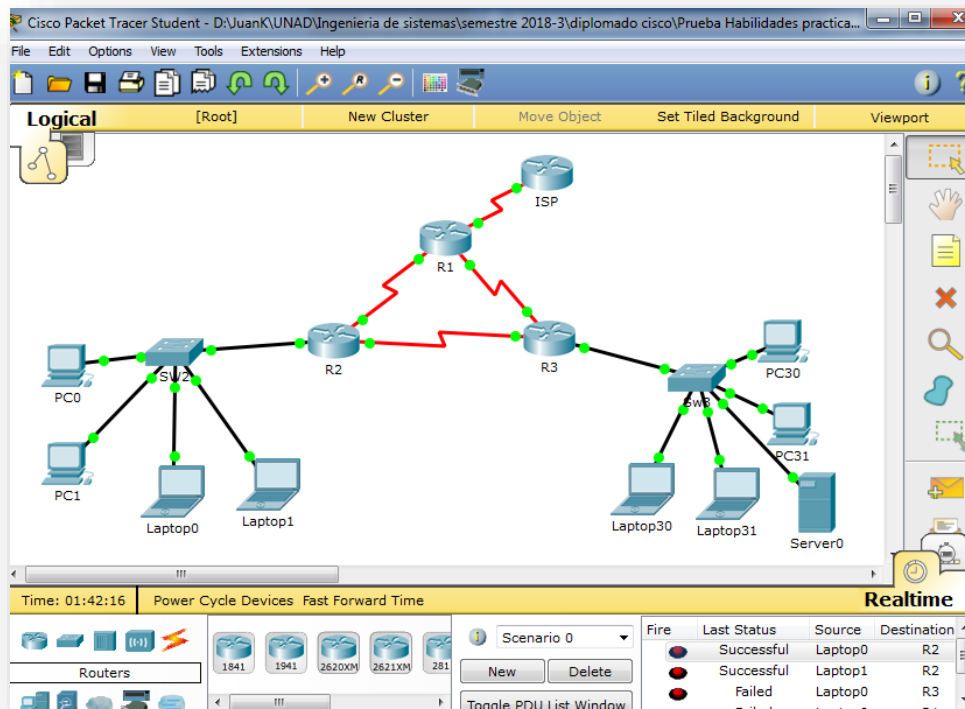 Cisco Packet Tracer Student - D:\JuanK\UNAD\Ingenieria de sistemas\semestre 2018-3\diplomado cisco\Prueba Habilidades practica...
File Edit Options View Tools Extensions Help
Logical [Root] New Cluster Move Object Set Tiled Background Viewport
ISP
R1
R2
R3
PC0
SW2
PC30
Sw3
PC1
PC31
Laptop0
Laptop1
Laptop30
Laptop31
Server0
Time: 01:42:16 Power Cycle Devices Fast Forward Time Realtime
Routers
1841 1941 2620XM 2621XM 281
Scenario 0
New Delete
Toggle PDU List Window
Fire Last Status Source Destination
Successful Laptop0 R2
Successful Laptop1 R2
Failed Laptop0 R3